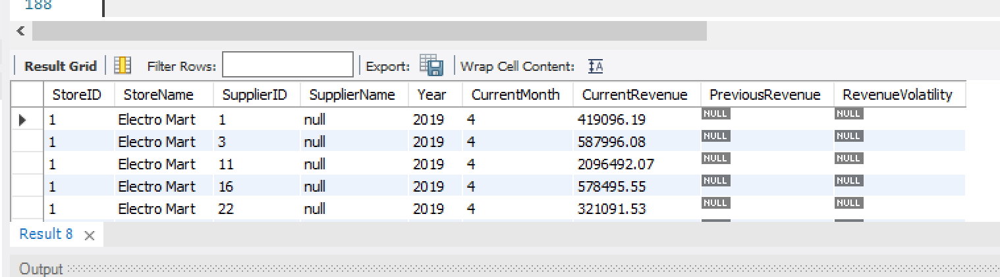 188
Result Grid Filter Rows: Export: Wrap Cell Content:
StoreID StoreName SupplierID SupplierName Year CurrentMonth CurrentRevenue PreviousRevenue RevenueVolatility
1 Electro Mart 1 null 2019 4 419096.19 NULL NULL
1 Electro Mart 3 null 2019 4 587996.08 NULL NULL
1 Electro Mart 11 null 2019 4 2096492.07 NULL NULL
1 Electro Mart 16 null 2019 4 578495.55 NULL NULL
1 Electro Mart 22 null 2019 4 321091.53 NULL NULL
Result 8
Output